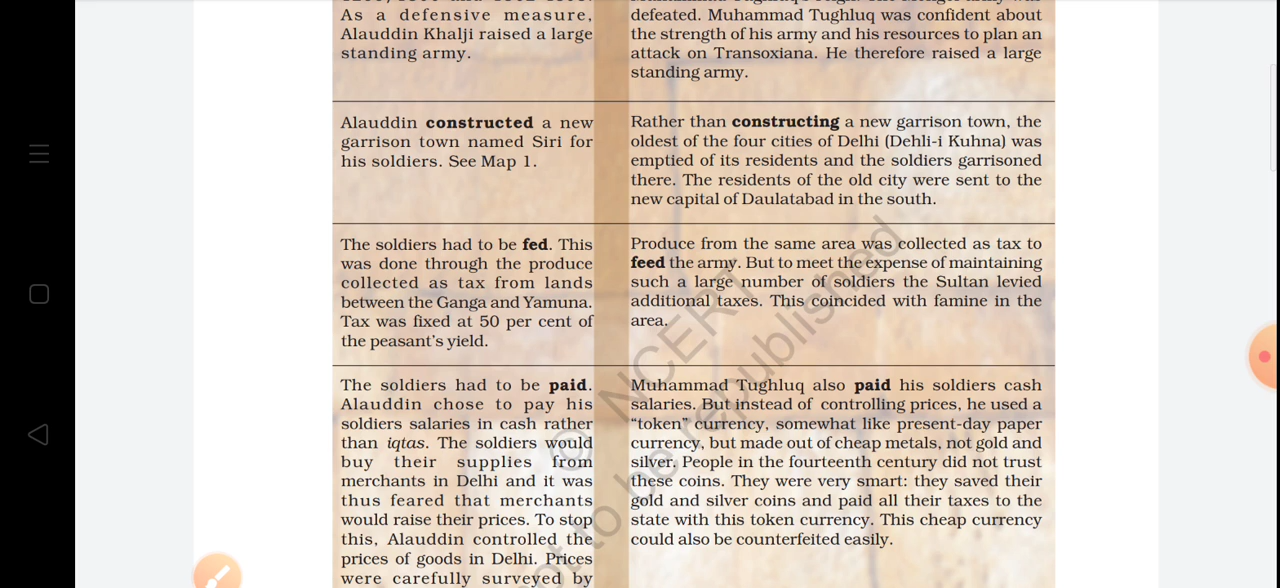 As a defensive measure,
Alauddin Khalji raised a large
standing army.
defeated. Muhammad Tughluq was confident about
the strength of his army and his resources to plan an
attack on Transoxiana. He therefore raised a large
standing army.
Alauddin constructed a new
garrison town named Siri for
his soldiers. See Map 1.
Rather than constructing a new garrison town, the
oldest of the four cities of Delhi (Dehli-i Kuhna) was
emptied of its residents and the soldiers garrisoned
there. The residents of the old city were sent to the
new capital of Daulatabad in the south.
The soldiers had to be fed. This
was done through the produce
collected as tax from lands
between the Ganga and Yamuna.
Tax was fixed at 50 per cent of
the peasant's yield.
Produce from the same area was collected as tax to
feed the army. But to meet the expense of maintaining
such a large number of soldiers the Sultan levied
additional taxes. This coincided with famine in the
area.
The soldiers had to be paid.
Alauddin chose to pay his
soldiers salaries in cash rather
than iqtas. The soldiers would
buy their supplies from
merchants in Delhi and it was
thus feared that merchants
would raise their prices. To stop
this, Alauddin controlled the
prices of goods in Delhi. Prices
were carefully surveyed by
Muhammad Tughluq also paid his soldiers cash
salaries. But instead of controlling prices, he used a
“token” currency, somewhat like present-day paper
currency, but made out of cheap metals, not gold and
silver. People in the fourteenth century did not trust
these coins. They were very smart: they saved their
gold and silver coins and paid all their taxes to the
state with this token currency. This cheap currency
could also be counterfeited easily.
© NCERT
not to be republished